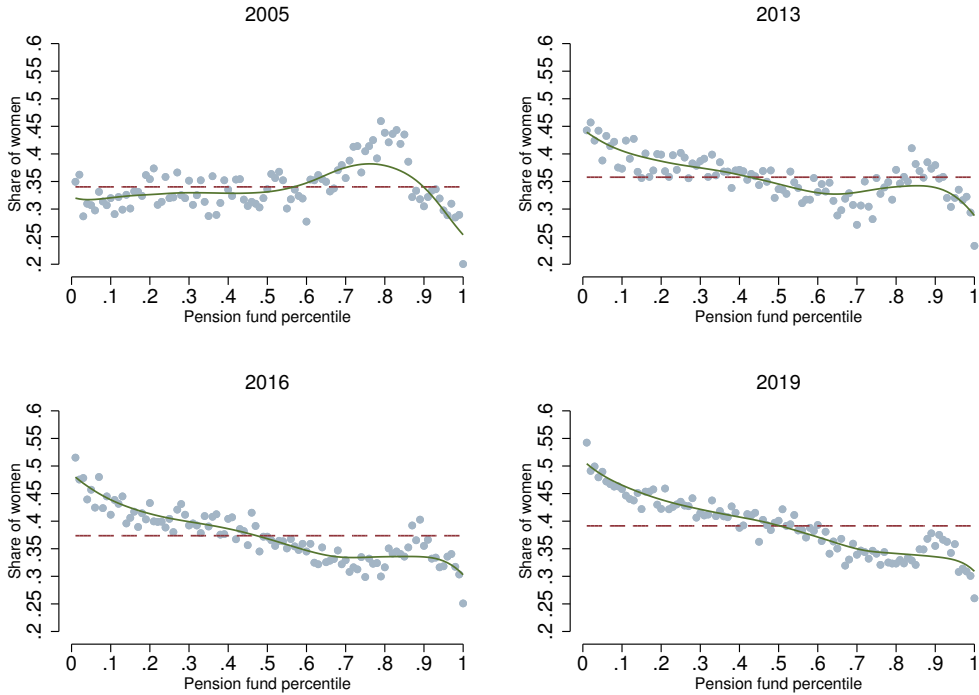 2005
Share of women
.2 .25 .3 .35 .4 .45 .5 .55 .6
0 .1 .2 .3 .4 .5 .6 .7 .8 .9 1
Pension fund percentile
2013
Share of women
.2 .25 .3 .35 .4 .45 .5 .55 .6
0 .1 .2 .3 .4 .5 .6 .7 .8 .9 1
Pension fund percentile
2016
Share of women
.2 .25 .3 .35 .4 .45 .5 .55 .6
0 .1 .2 .3 .4 .5 .6 .7 .8 .9 1
Pension fund percentile
2019
Share of women
.2 .25 .3 .35 .4 .45 .5 .55 .6
0 .1 .2 .3 .4 .5 .6 .7 .8 .9 1
Pension fund percentile